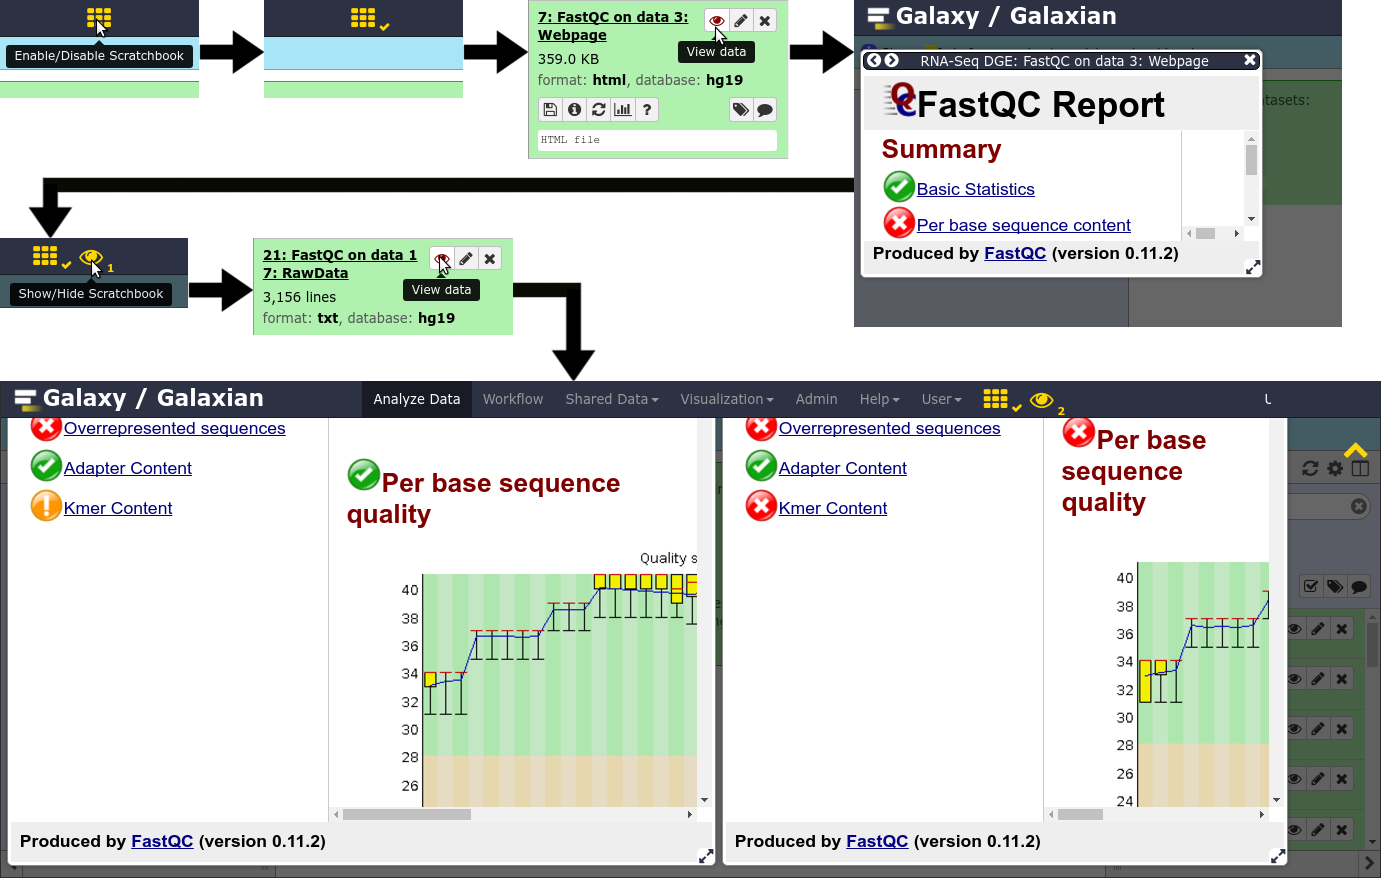 Enable/Disable Scratchbook
7: FastQC on data 3:
Webpage
View data
359.0 KB
format: html, database: hg19
HTML file
Galaxy / Galaxian
RNA-Seq DGE: FastQC on data 3: Webpage
FastQC Report
atasets:
Summary
Basic Statistics
Per base sequence content
Produced by FastQC (version 0.11.2)
1
Show/Hide Scratchbook
21: FastQC on data 1
7: RawData
View data
3,156 lines
format: txt, database: hg19
Galaxy / Galaxian
Analyze Data
Workflow
Shared Data
Visualization
Admin
Help
User
2
U
Overrepresented sequences
Adapter Content
Kmer Content
Per base sequence
quality
Quality s
40
38
36
34
32
30
28
26
Produced by FastQC (version 0.11.2)
Overrepresented sequences
Adapter Content
Kmer Content
Per base
sequence
quality
40
38
36
34
32
30
28
26
24
Produced by FastQC (version 0.11.2)